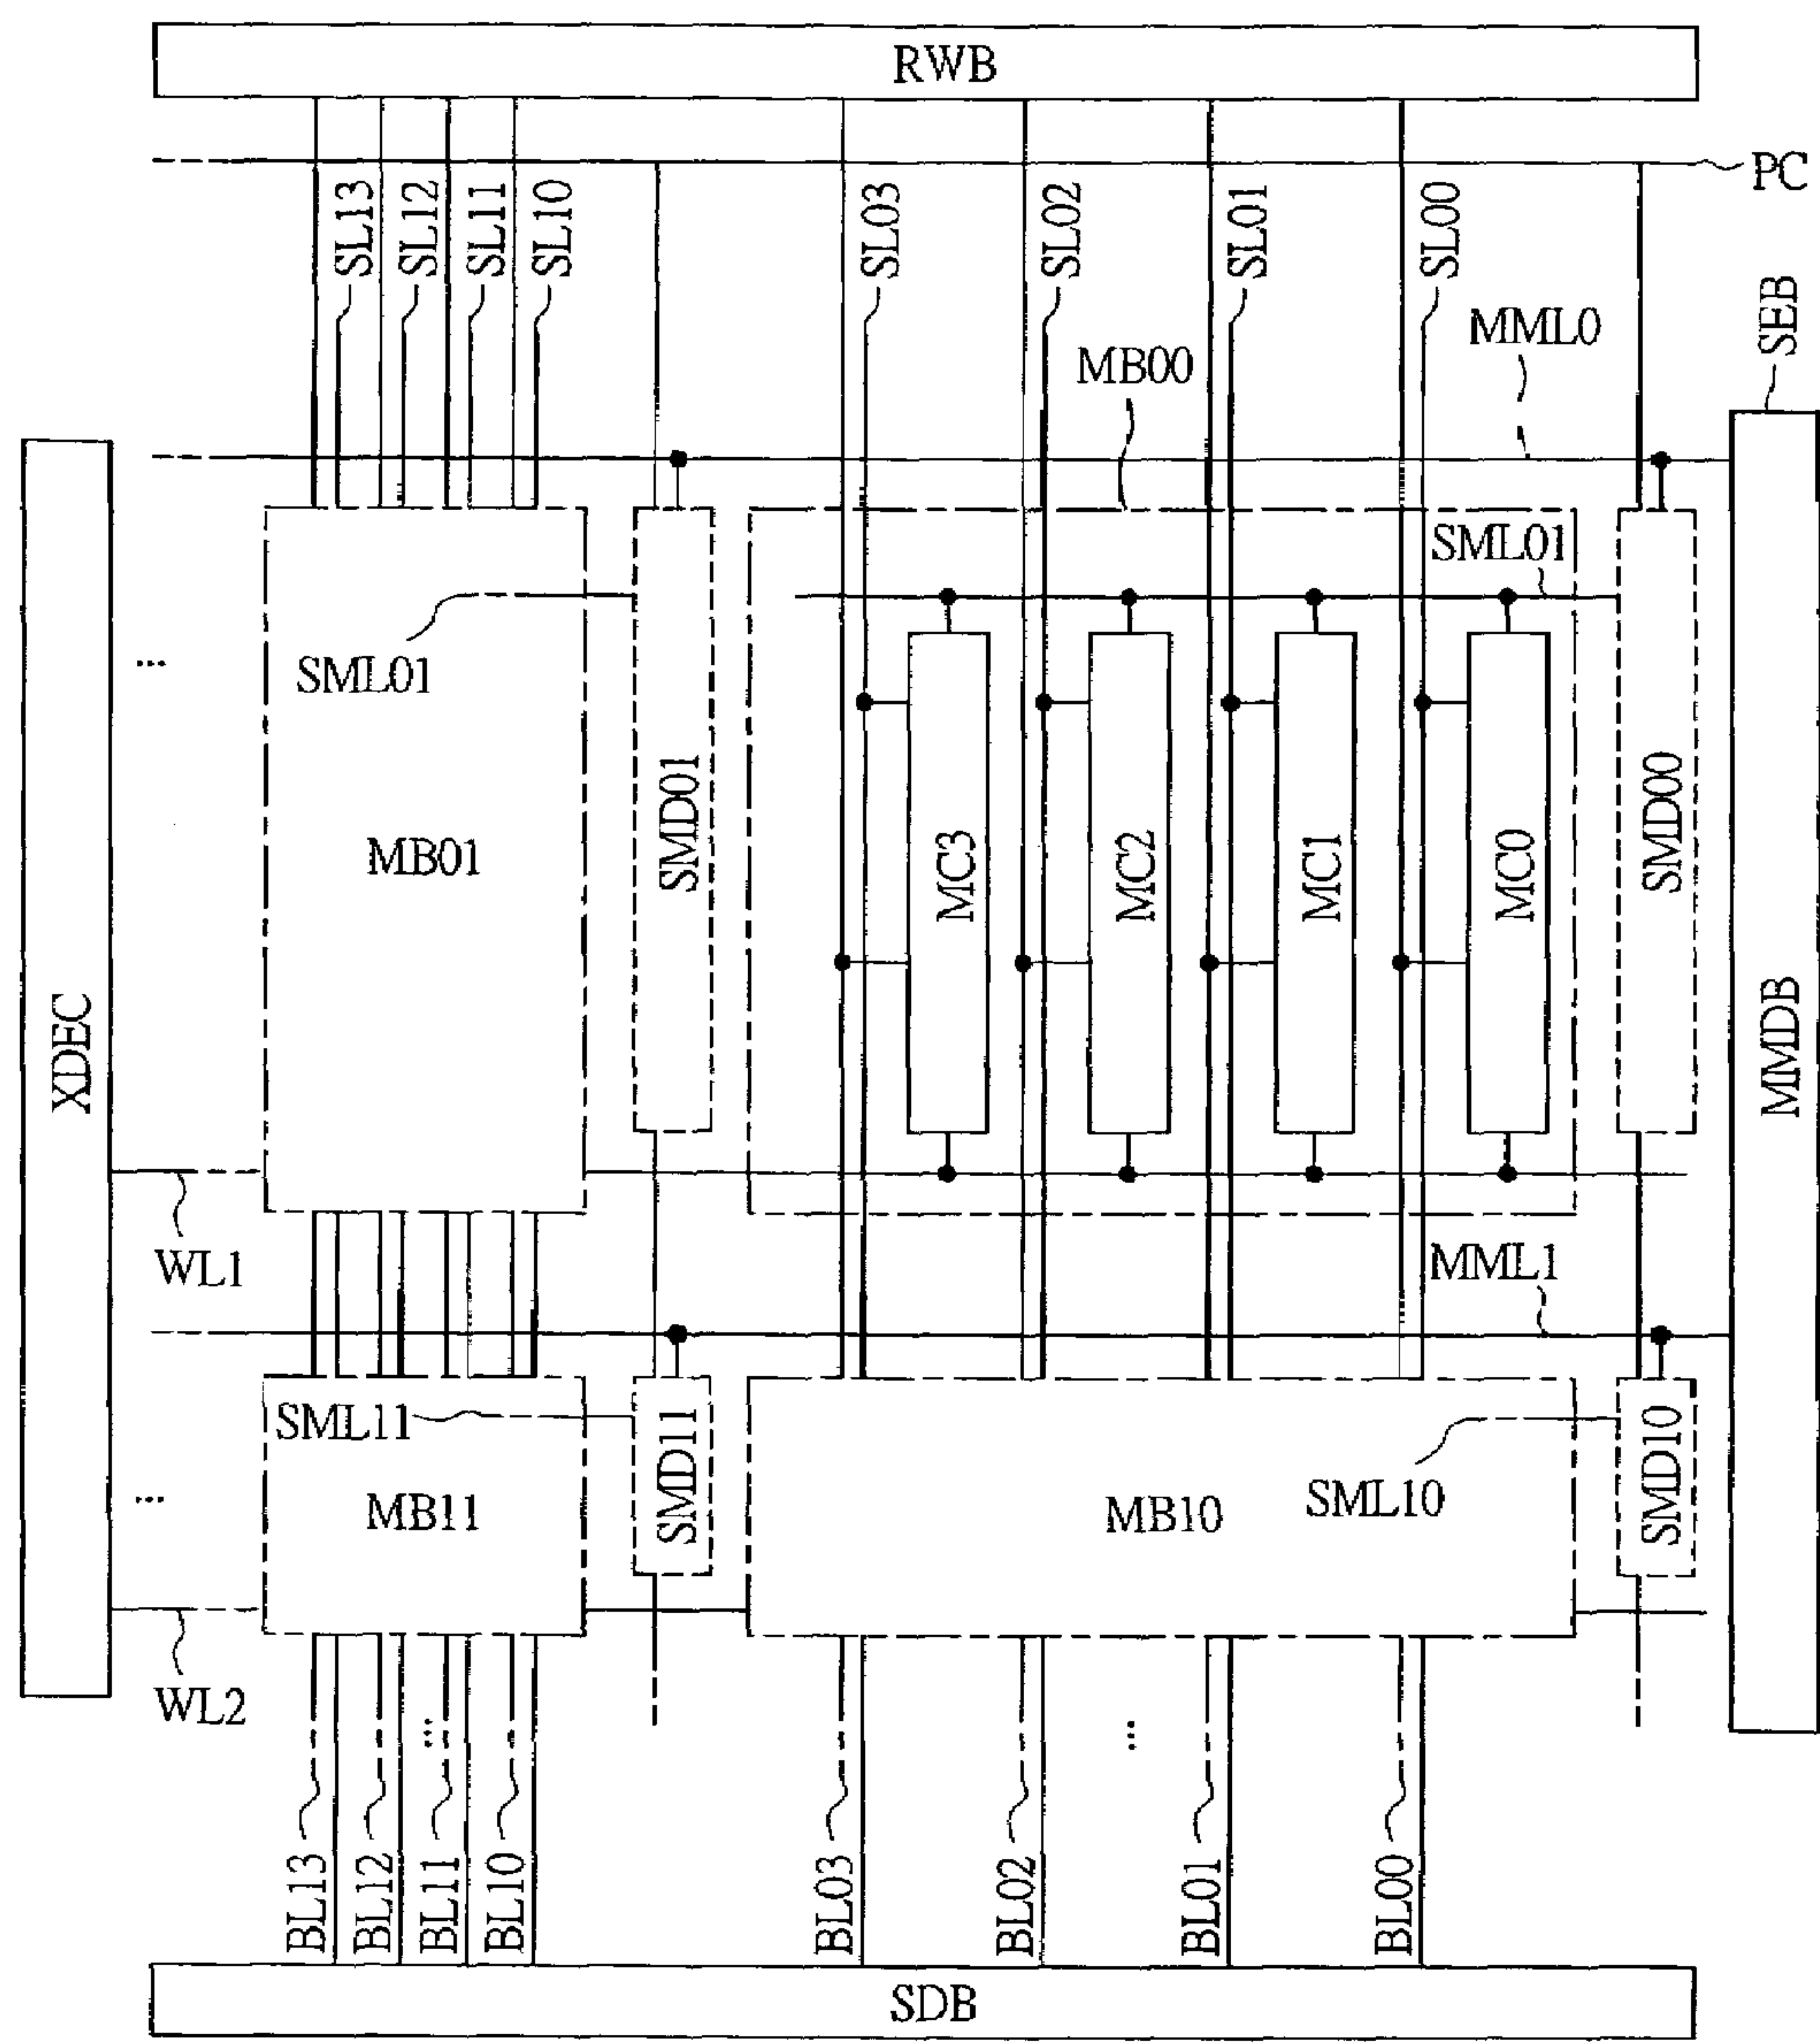 RWB
PC
SL13
SL12
SL11
SL10
SL03
SL02
SL01
SL00
SEB
MML0
MB00
SML01
SML01
...
MB01
SMD01
MC3
MC2
MC1
MC0
SMD00
XDEC
MMDB
WL1
MML1
SML11
SMD11
SML10
SMD10
...
MB11
MB10
WL2
...
...
BL13
BL12
BL11
BL10
BL03
BL02
BL01
BL00
SDB